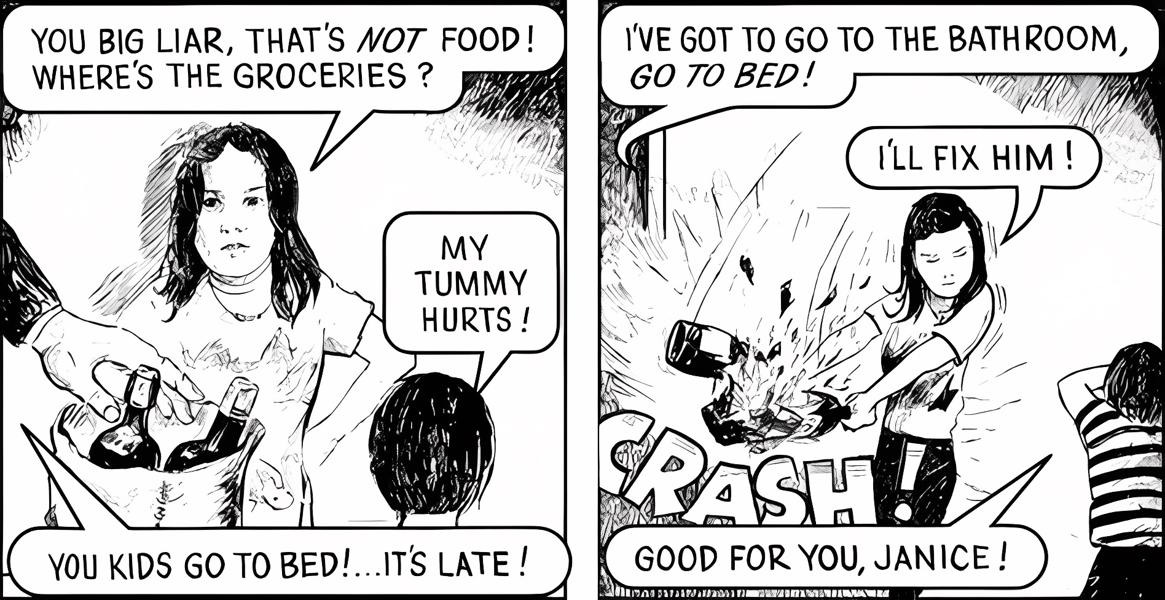 YOU BIG LIAR, THAT'S NOT FOOD!
WHERE'S THE GROCERIES?
MY
TUMMY
HURTS!
YOU KIDS GO TO BED!...IT'S LATE!
I'VE GOT TO GO TO THE BATHROOM,
GO TO BED!
I'LL FIX HIM!
CRASH!
GOOD FOR YOU, JANICE!